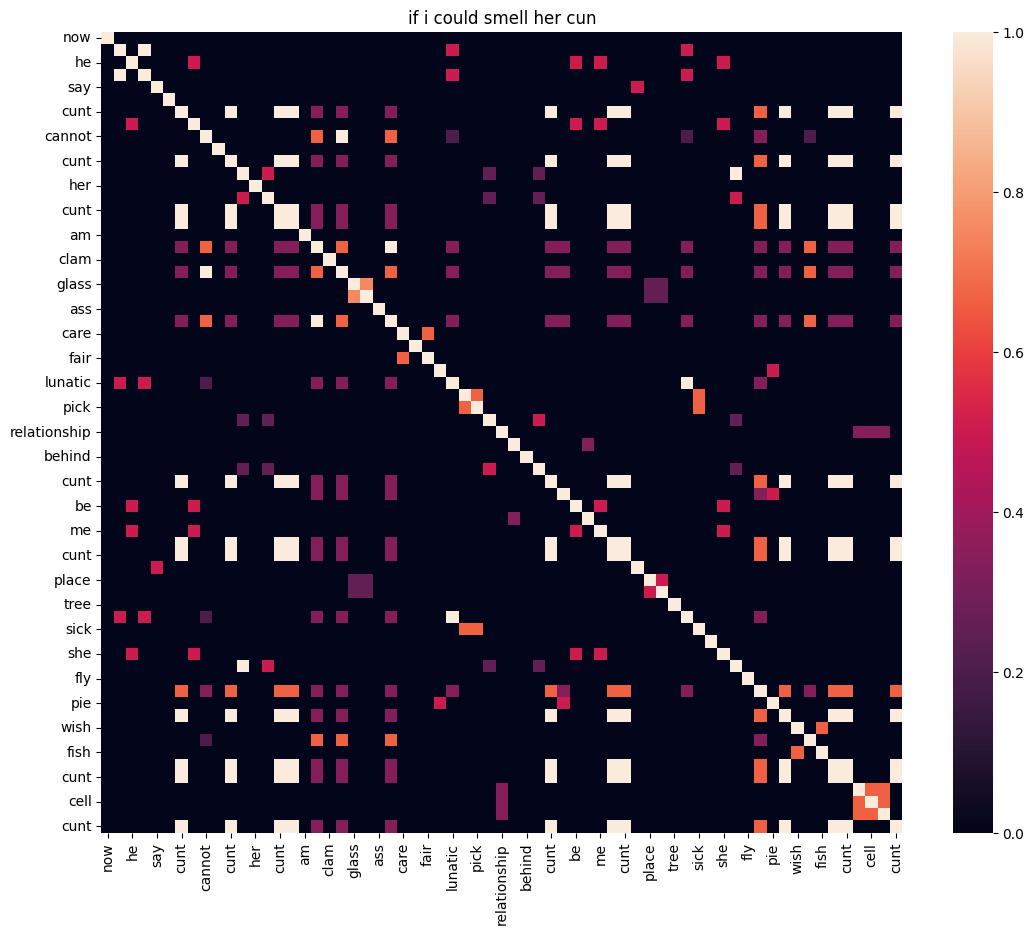 if i could smell her cun
now
he
say
cunt
cannot
cunt
her
cunt
am
clam
glass
ass
care
fair
lunatic
pick
relationship
behind
cunt
be
me
cunt
place
tree
sick
she
fly
pie
wish
fish
cunt
cell
cunt
1.0
0.8
0.6
0.4
0.2
0.0
now
he
say
cunt
cannot
cunt
her
cunt
am
clam
glass
ass
care
fair
lunatic
pick
relationship
behind
cunt
be
me
cunt
place
tree
sick
she
fly
pie
wish
fish
cunt
cell
cunt